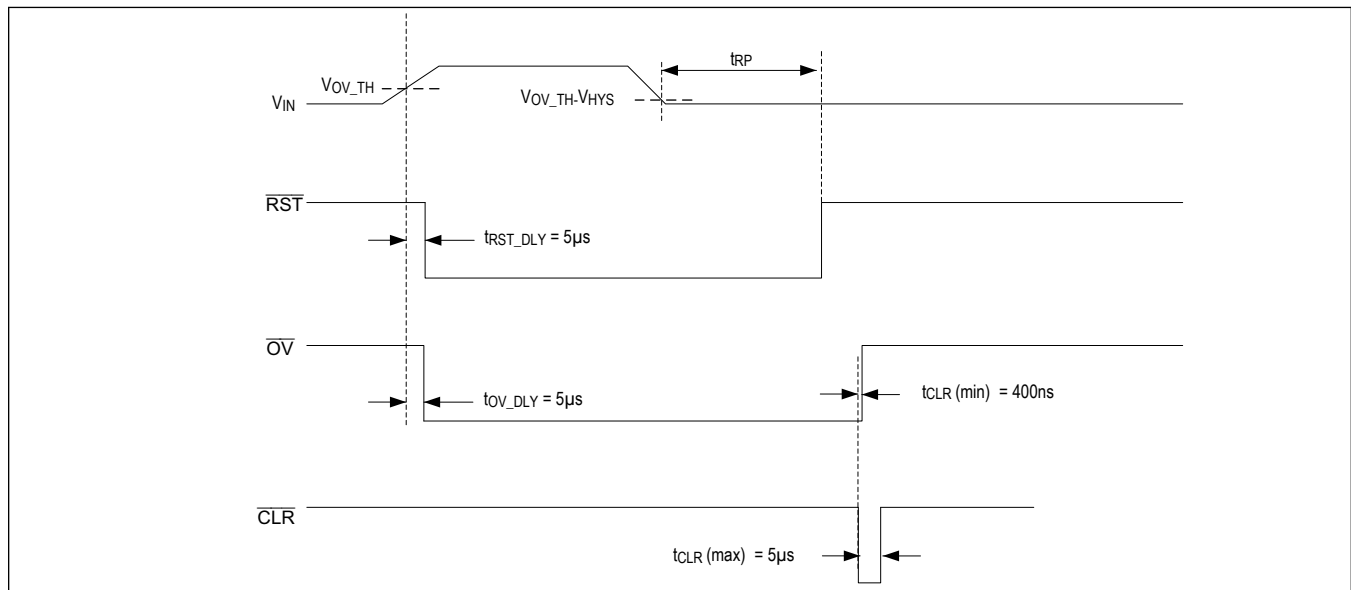 tRP
VOV_TH
VIN
VOV_TH-VHYS
RST
tRST_DLY = 5µs
OV
tOV_DLY = 5µs
tCLR (min) = 400ns
CLR
tCLR (max) = 5µs